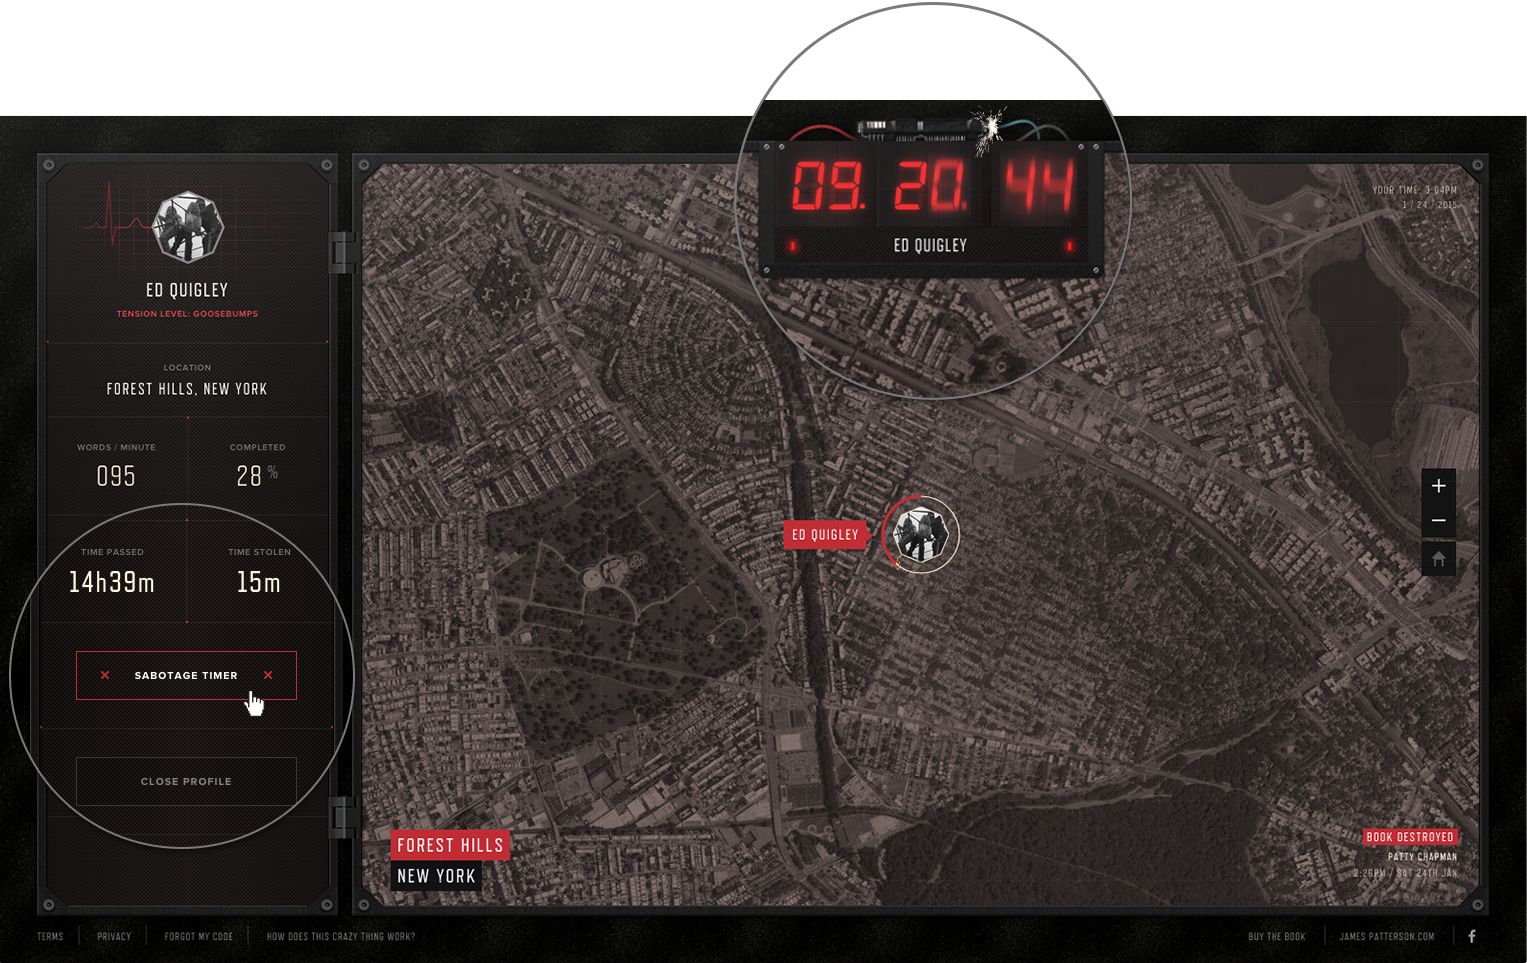 09. 20. 44
ED QUIGLEY
YOUR TIME: 3:04PM
1 / 24 / 2015
ED QUIGLEY
TENSION LEVEL: GOOSEBUMPS
LOCATION
FOREST HILLS, NEW YORK
WORDS / MINUTE
095
COMPLETED
28 %
TIME PASSED
14h39m
TIME STOLEN
15m
× SABOTAGE TIMER ×
CLOSE PROFILE
ED QUIGLEY
+
−
FOREST HILLS
NEW YORK
BOOK DESTROYED
PATTY CHAPMAN
2:26PM / SAT 24TH JAN
TERMS
PRIVACY
FORGOT MY CODE
HOW DOES THIS CRAZY THING WORK?
BUY THE BOOK
JAMES PATTERSON.COM
f